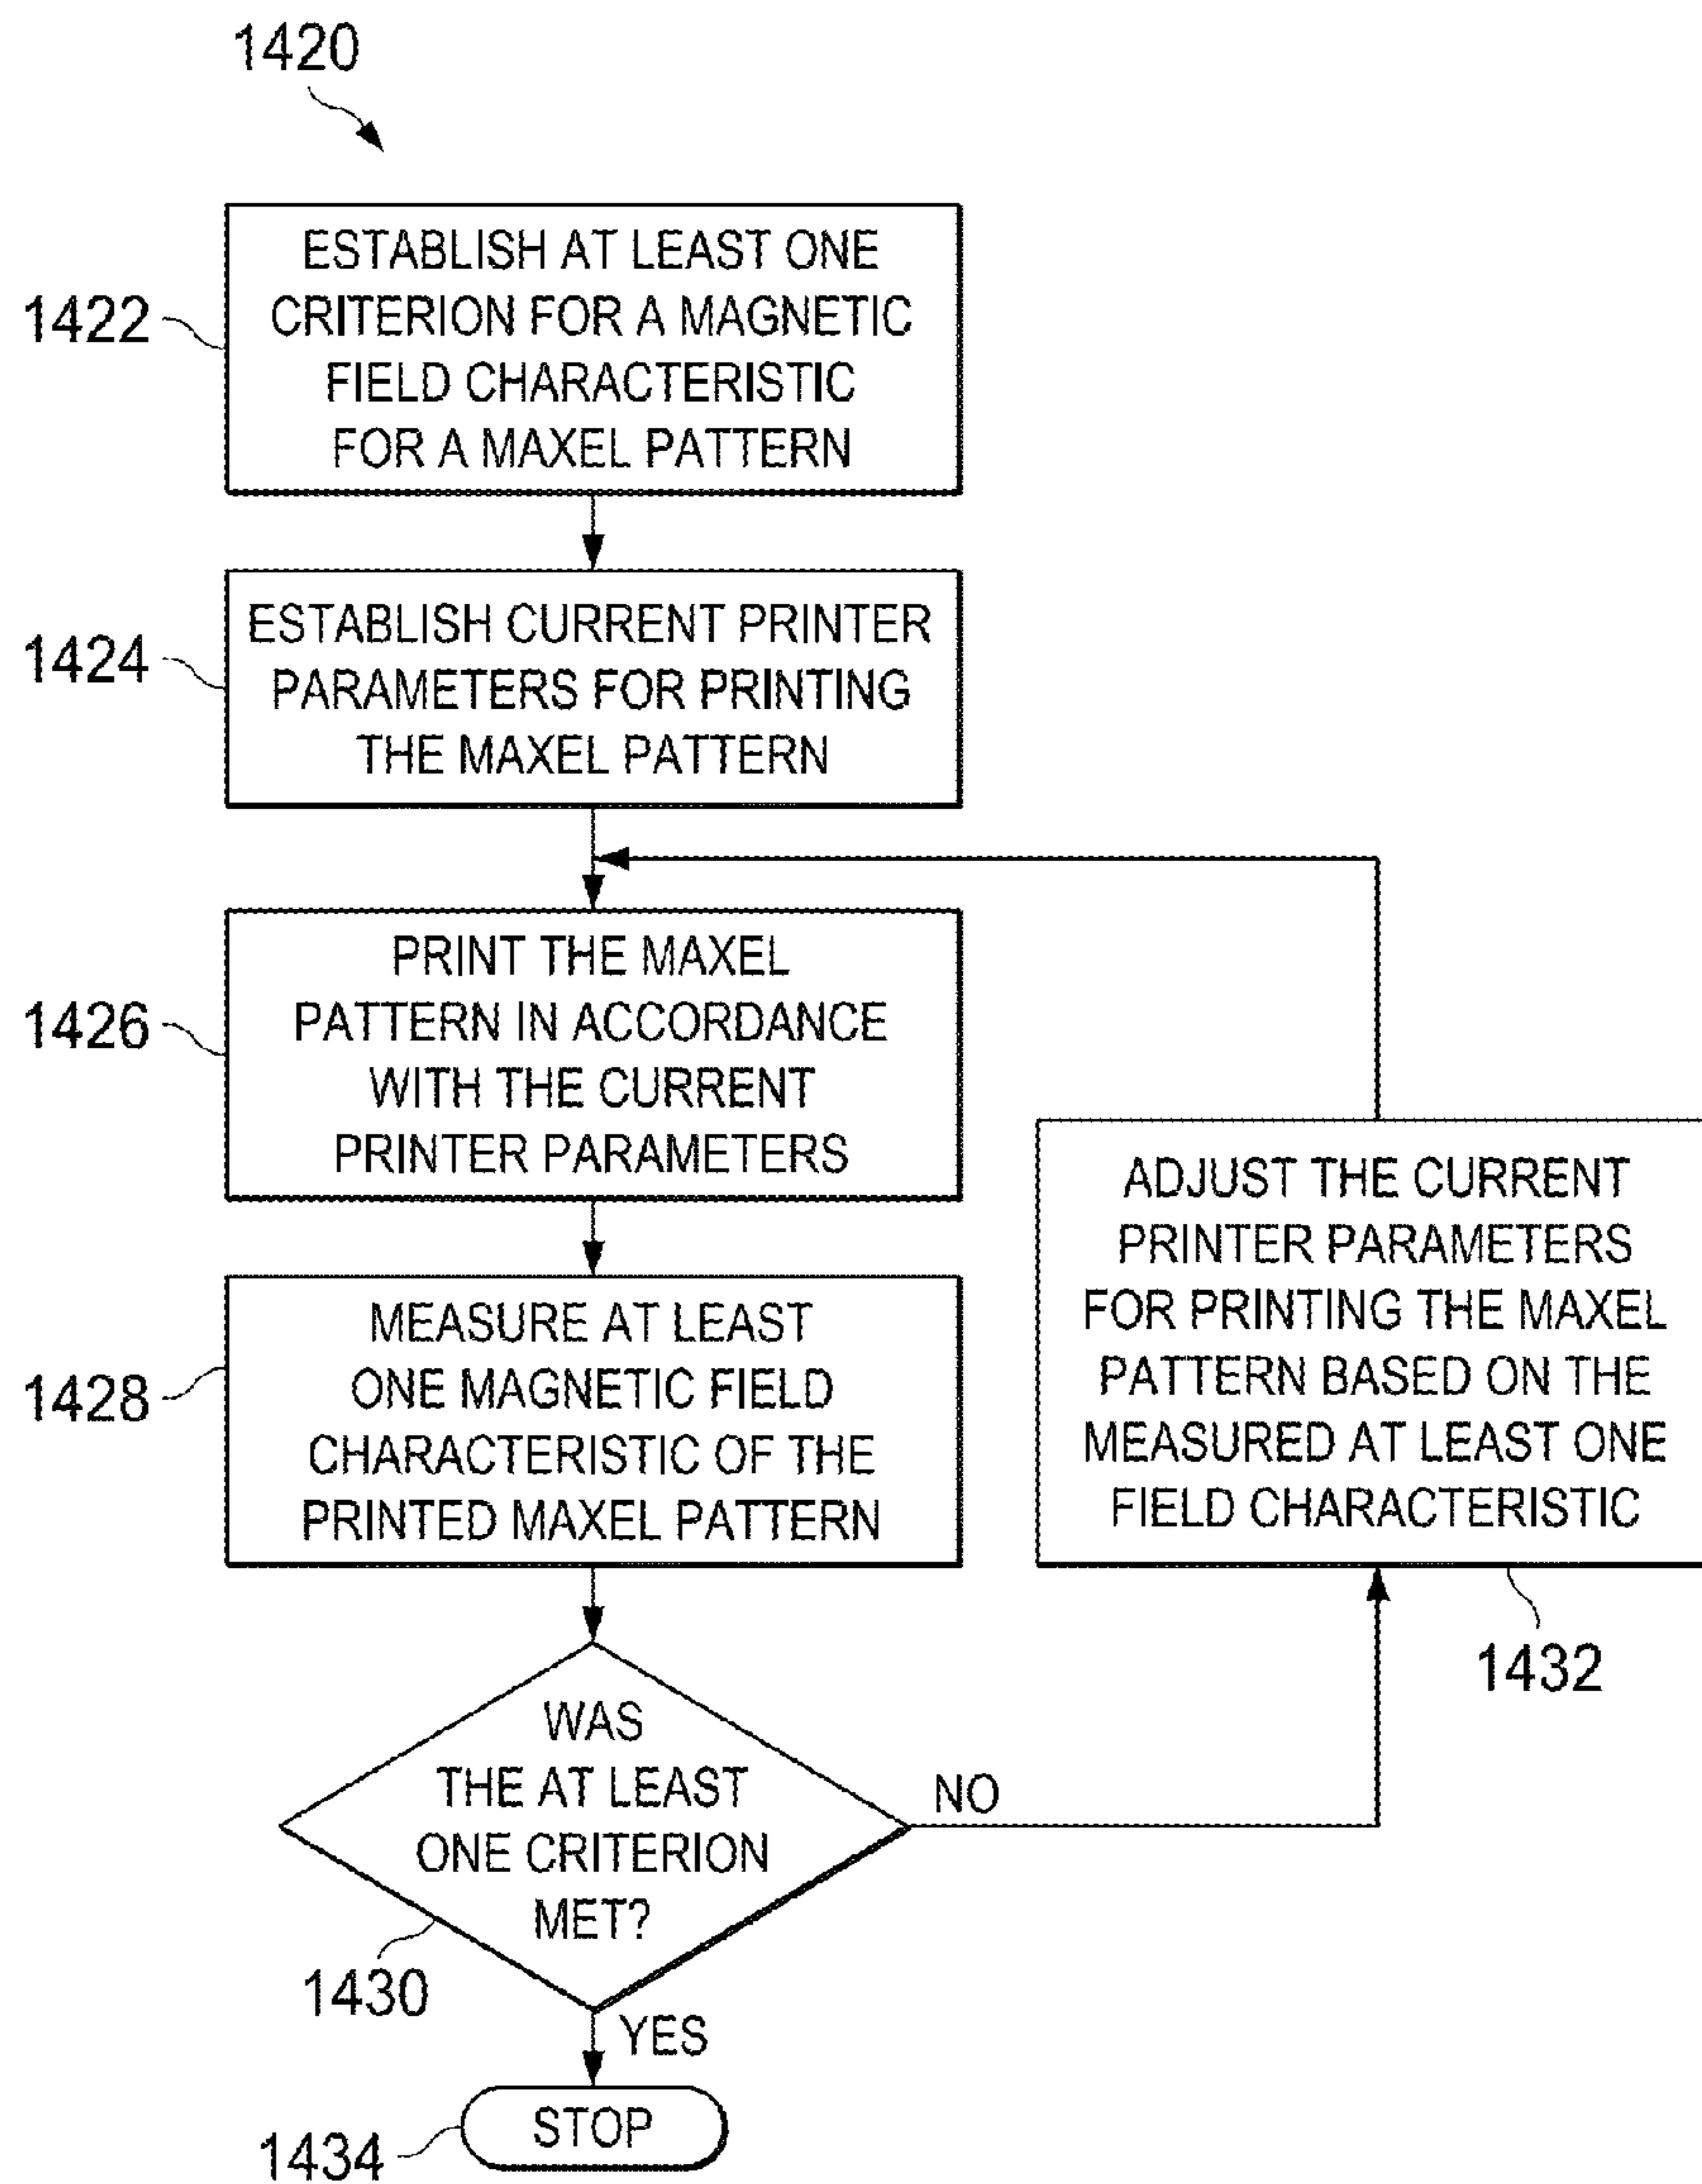 1420
1422
ESTABLISH AT LEAST ONE
CRITERION FOR A MAGNETIC
FIELD CHARACTERISTIC
FOR A MAXEL PATTERN
1424
ESTABLISH CURRENT PRINTER
PARAMETERS FOR PRINTING
THE MAXEL PATTERN
1426
PRINT THE MAXEL
PATTERN IN ACCORDANCE
WITH THE CURRENT
PRINTER PARAMETERS
1428
MEASURE AT LEAST
ONE MAGNETIC FIELD
CHARACTERISTIC OF THE
PRINTED MAXEL PATTERN
WAS
THE AT LEAST
ONE CRITERION
MET?
1430
NO
ADJUST THE CURRENT
PRINTER PARAMETERS
FOR PRINTING THE MAXEL
PATTERN BASED ON THE
MEASURED AT LEAST ONE
FIELD CHARACTERISTIC
1432
YES
STOP
1434